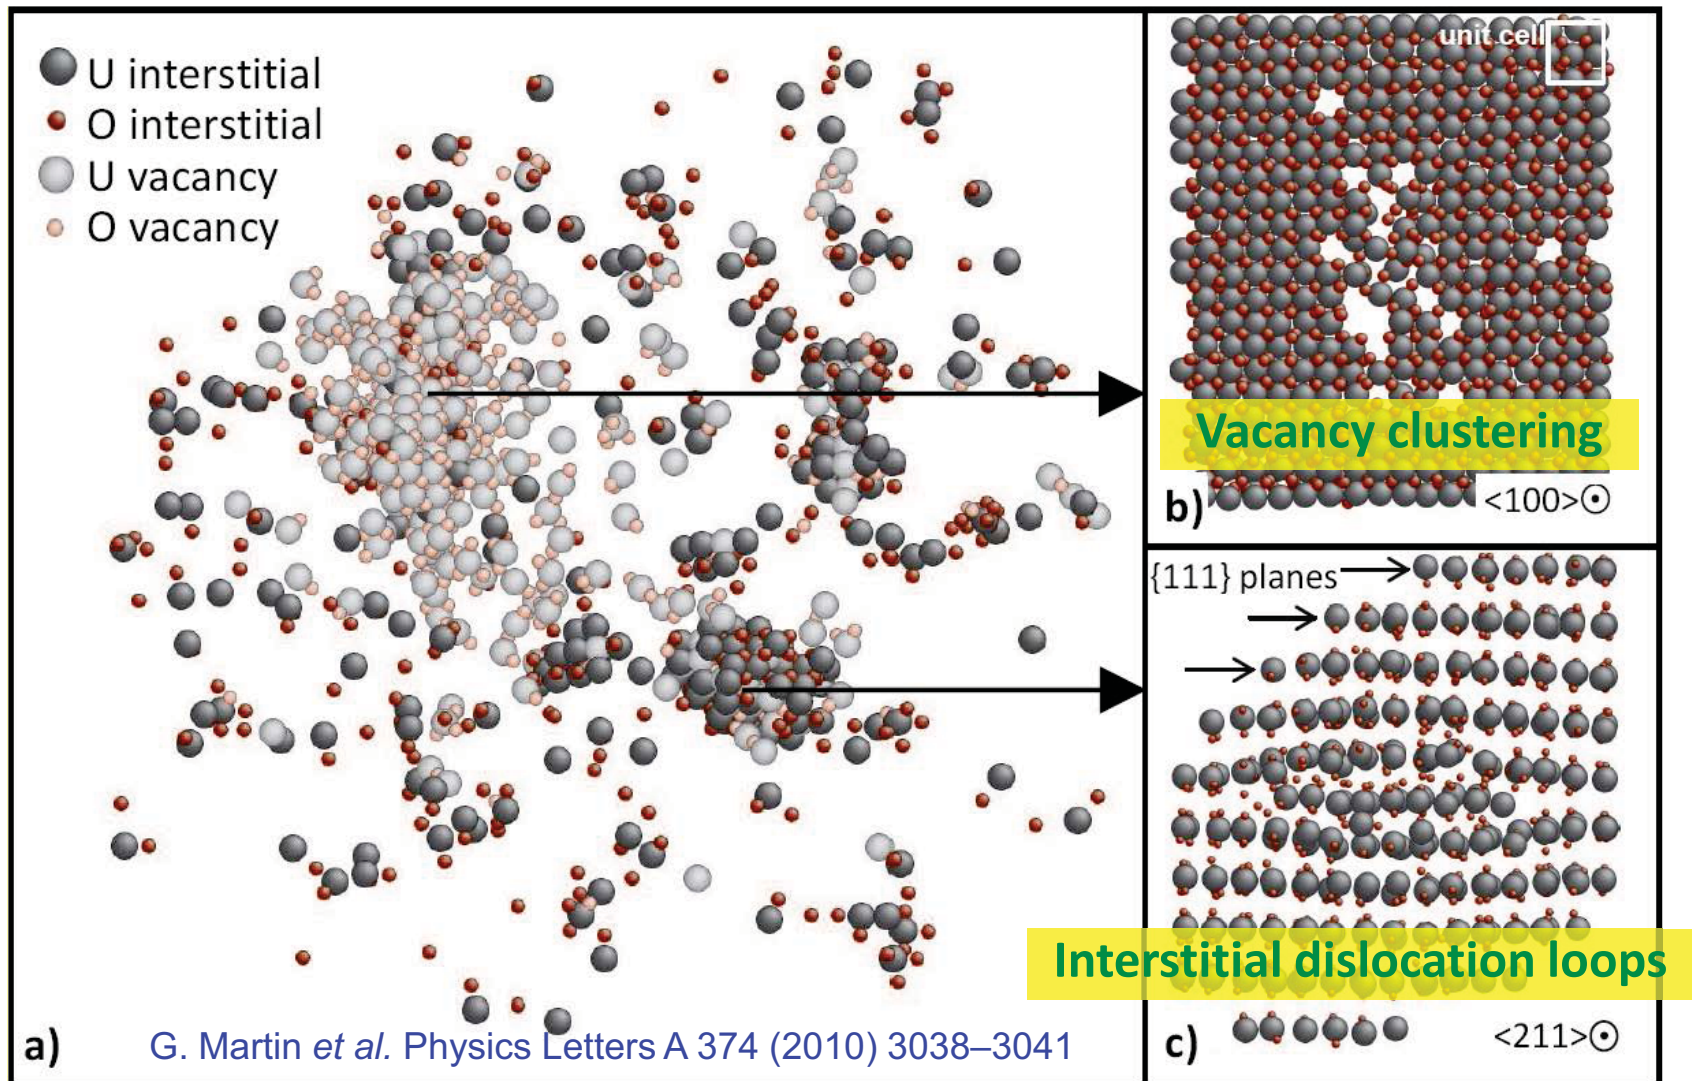 U interstitial
O interstitial
U vacancy
O vacancy
a)
G. Martin et al. Physics Letters A 374 (2010) 3038–3041
unit cell
Vacancy clustering
b)
<100>⊙
{111} planes
Interstitial dislocation loops
c)
<211>⊙